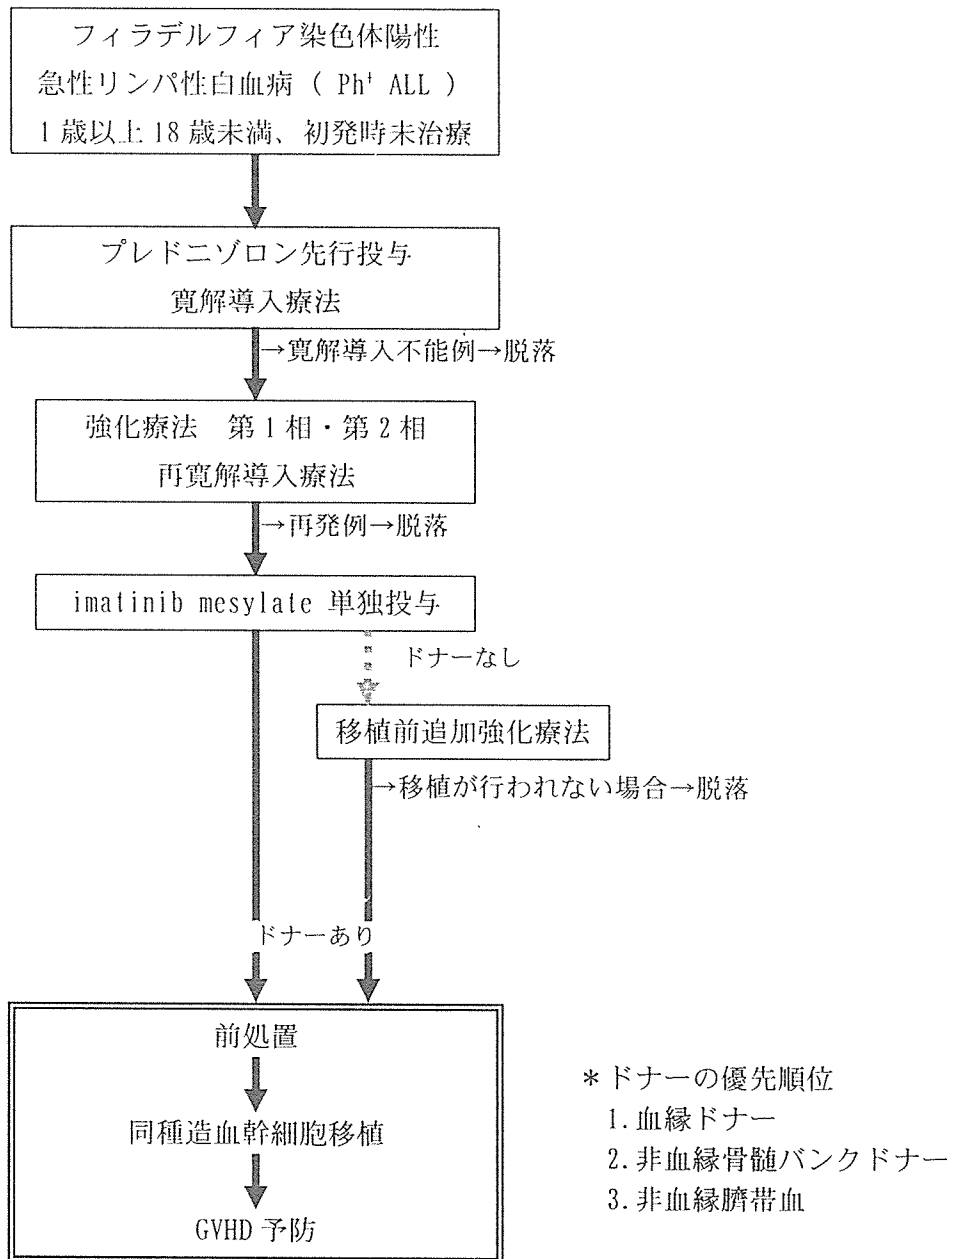 フィラデルフィア染色体陽性
急性リンパ性白血病 ( Ph⁺ ALL )
1歳以上18歳未満、初発時未治療
プレドニゾロン先行投与
寛解導入療法
→寛解導入不能例→脱落
強化療法　第1相・第2相
再寛解導入療法
→再発例→脱落
imatinib mesylate 単独投与
ドナーなし
移植前追加強化療法
→移植が行われない場合→脱落
ドナーあり
前処置
同種造血幹細胞移植
GVHD 予防
＊ドナーの優先順位
1.血縁ドナー
2.非血縁骨髄バンクドナー
3.非血縁臍帯血